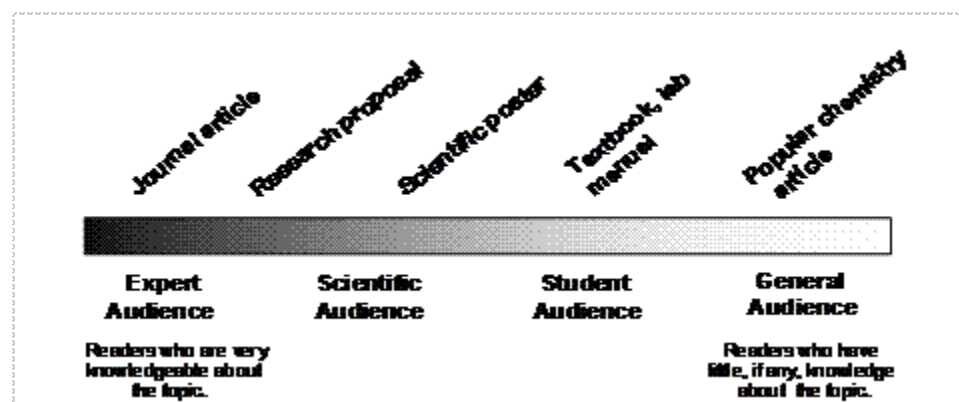 Journal article
Research proposal
Scientific poster
Textbook, lab
manual
Popular chemistry
article
Expert
Audience
Scientific
Audience
Student
Audience
General
Audience
Readers who are very
knowledgeable about
the topic.
Readers who have
little, if any, knowledge
about the topic.